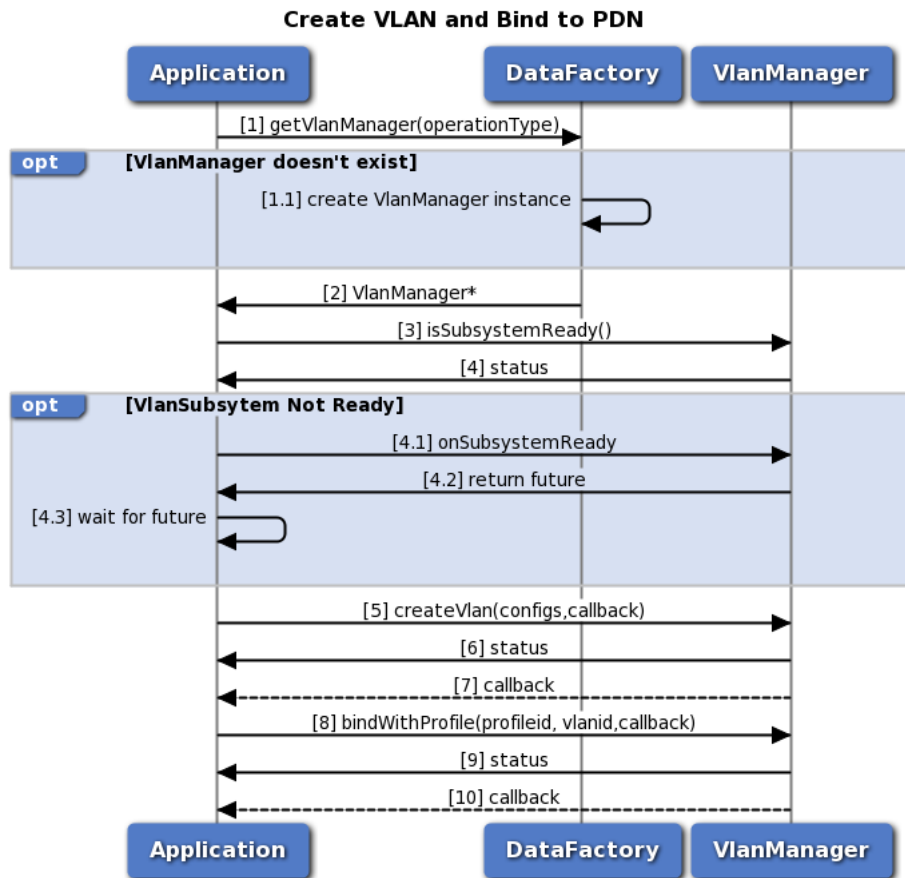 Create VLAN and Bind to PDN
Application DataFactory VlanManager
[1] getVlanManager(operationType)
opt [VlanManager doesn't exist]
[1.1] create VlanManager instance
[2] VlanManager*
[3] isSubsystemReady()
[4] status
opt [VlanSubsytem Not Ready]
[4.1] onSubsystemReady
[4.2] return future
[4.3] wait for future
[5] createVlan(configs,callback)
[6] status
[7] callback
[8] bindWithProfile(profileid, vlanid,callback)
[9] status
[10] callback
Application DataFactory VlanManager